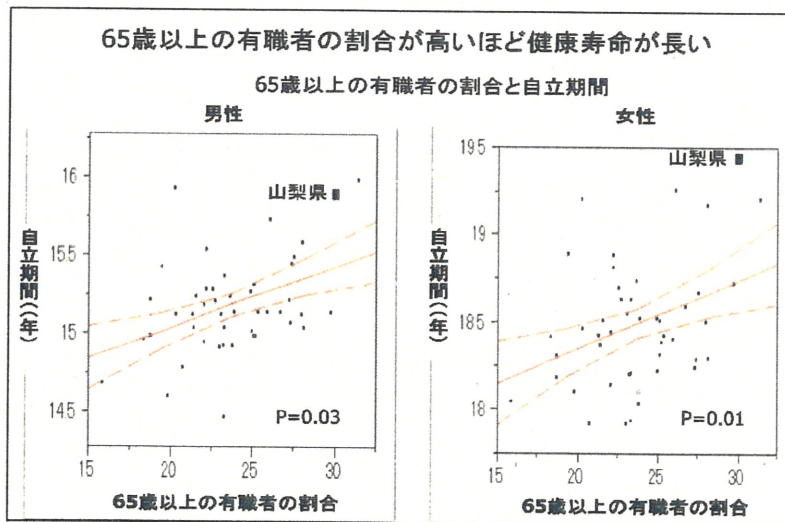 65歳以上の有職者の割合が高いほど健康寿命が長い
65歳以上の有職者の割合と自立期間
男性
16
15.5
15
14.5
自立期間(年)
山梨県
P=0.03
15 20 25 30
65歳以上の有職者の割合
女性
195
19
185
18
自立期間(年)
山梨県
P=0.01
15 20 25 30
65歳以上の有職者の割合